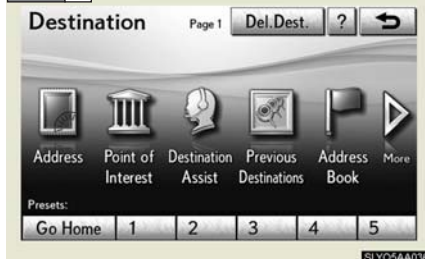 Destination Page 1 Del.Dest. ?
Address Point of Interest Destination Assist Previous Destinations Address Book More
Presets:
Go Home 1 2 3 4 5